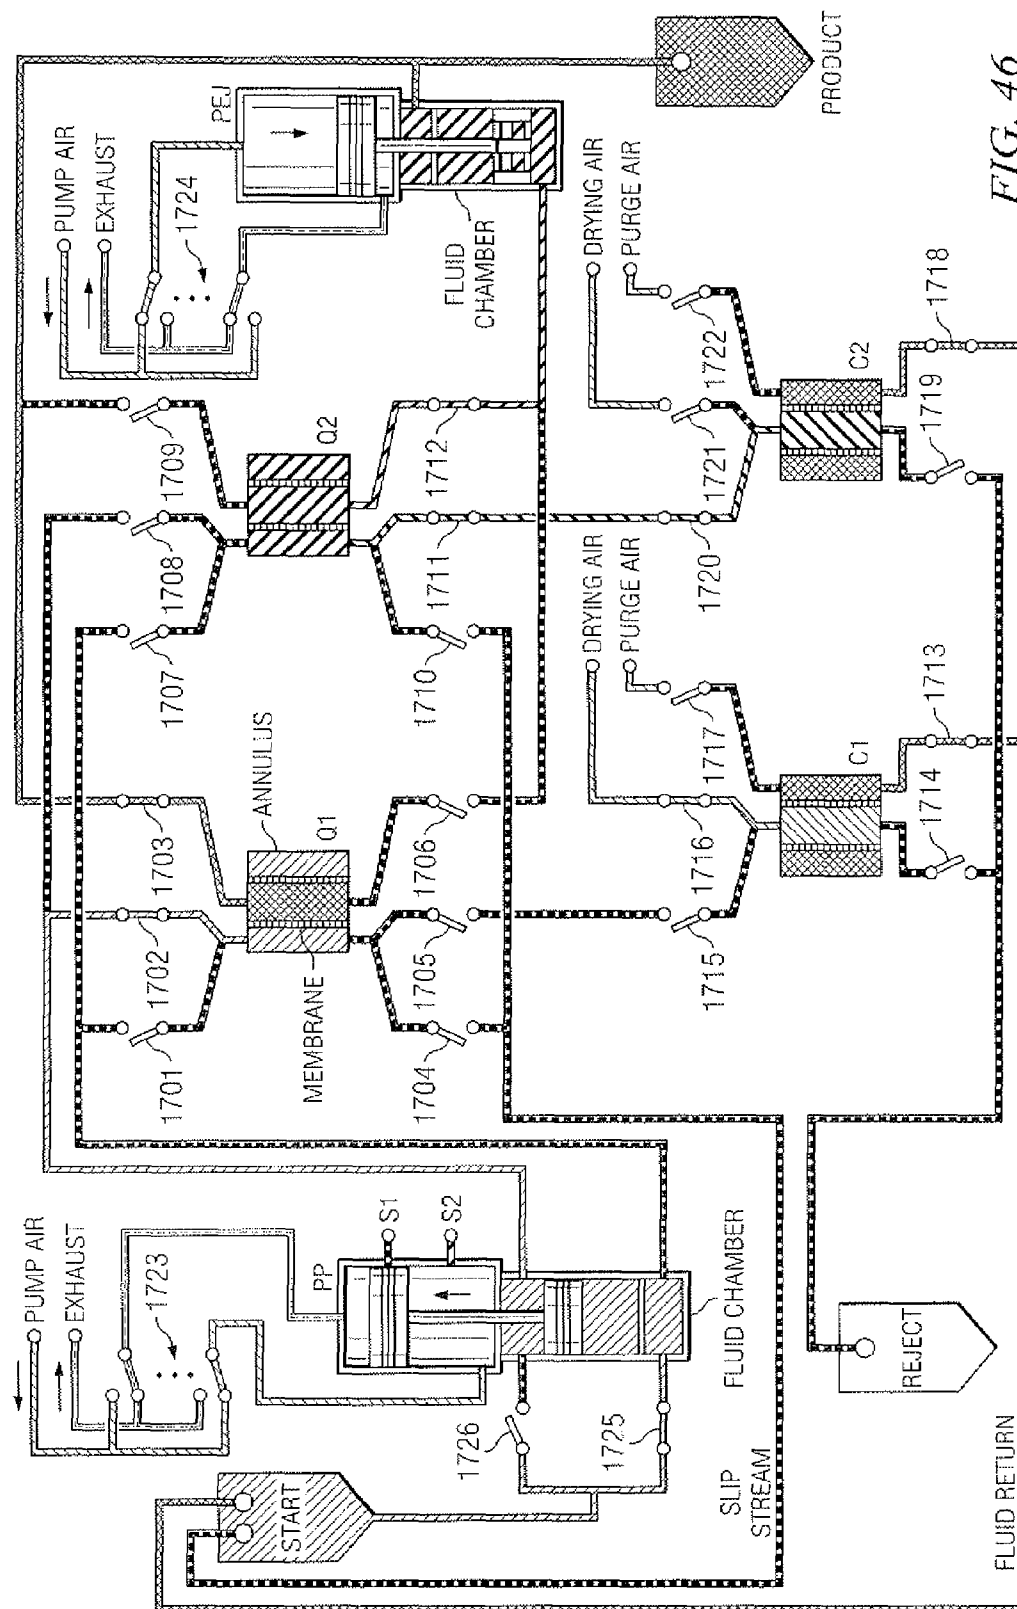 PUMP AIR
EXHAUST
1723
START
PP
S1
S2
1726
1725
SLIP
STREAM
FLUID CHAMBER
REJECT
FLUID RETURN
1701
1702
1703
ANNULUS
MEMBRANE
Q1
1704
1705
1706
1707
1708
1709
Q2
1710
1711
1712
PUMP AIR
EXHAUST
1724
PEJ
FLUID
CHAMBER
PRODUCT
DRYING AIR
PURGE AIR
1715
1716
1717
C1
1714
1713
DRYING AIR
PURGE AIR
1720
1721
1722
C2
1719
1718
FIG. 46